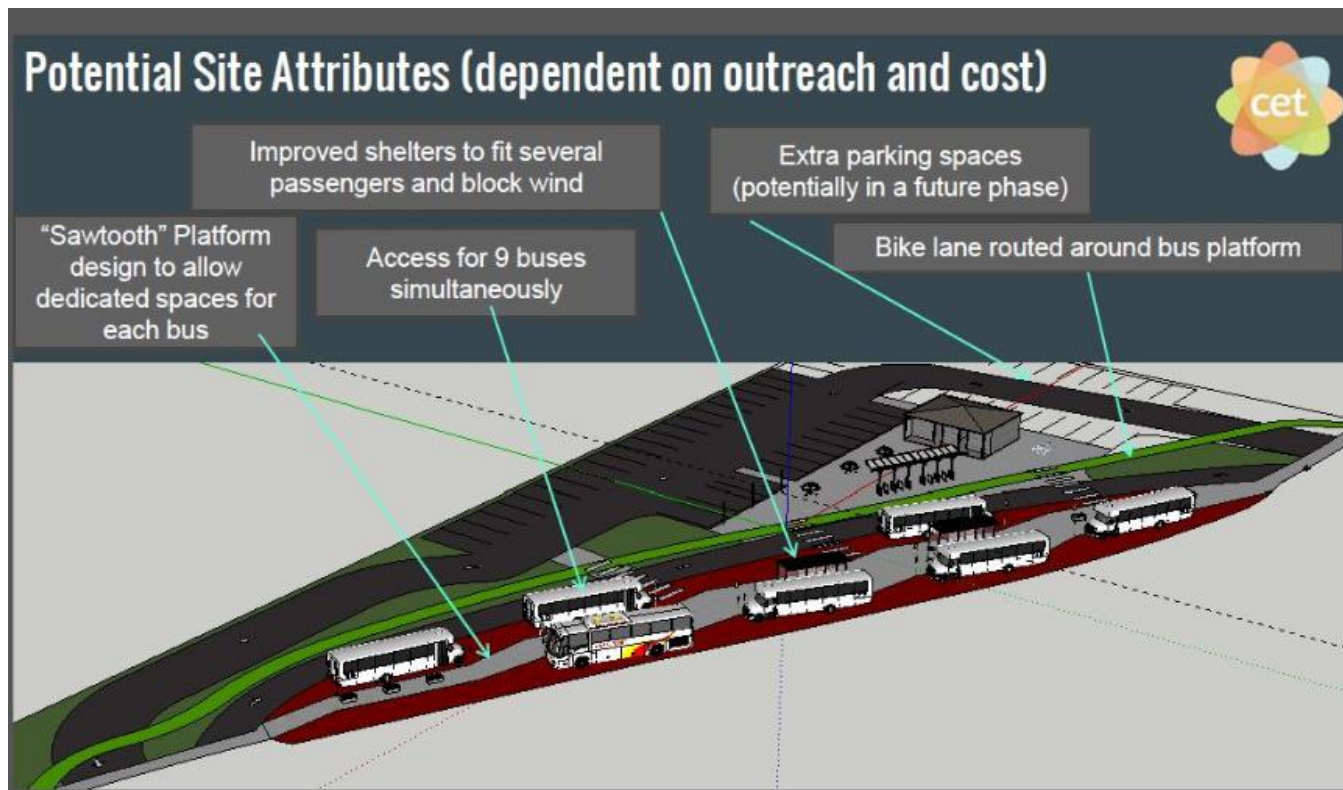 Potential Site Attributes (dependent on outreach and cost)
cet
Improved shelters to fit several
passengers and block wind
Extra parking spaces
(potentially in a future phase)
“Sawtooth” Platform
design to allow
dedicated spaces for
each bus
Access for 9 buses
simultaneously
Bike lane routed around bus platform